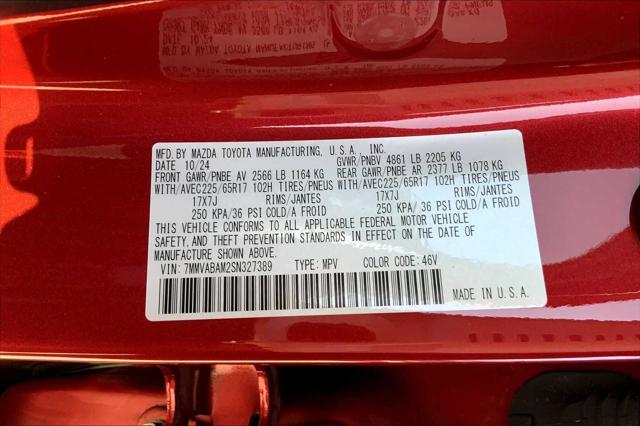 MFD. BY MAZDA TOYOTA MANUFACTURING, U.S.A., INC.
DATE 10/24 GVWR/PNBV 4861 LB 2205 KG
FRONT GAWR/PNBE AV 2566 LB 1164 KG REAR GAWR/PNBE AR 2377 LB 1078 KG
WITH/AVEC225/65R17 102H TIRES/PNEUS WITH/AVEC225/65R17 102H TIRES/PNEUS
17X7J RIMS/JANTES 17X7J RIMS/JANTES
250 KPA/36 PSI COLD/A FROID 250 KPA/36 PSI COLD/A FROID
THIS VEHICLE CONFORMS TO ALL APPLICABLE FEDERAL MOTOR VEHICLE
SAFETY, AND THEFT PREVENTION STANDARDS IN EFFECT ON THE DATE OF
MANUFACTURE SHOWN ABOVE.
VIN: 7MMVABAM2SN327389 TYPE: MPV COLOR CODE: 46V
MADE IN U.S.A.